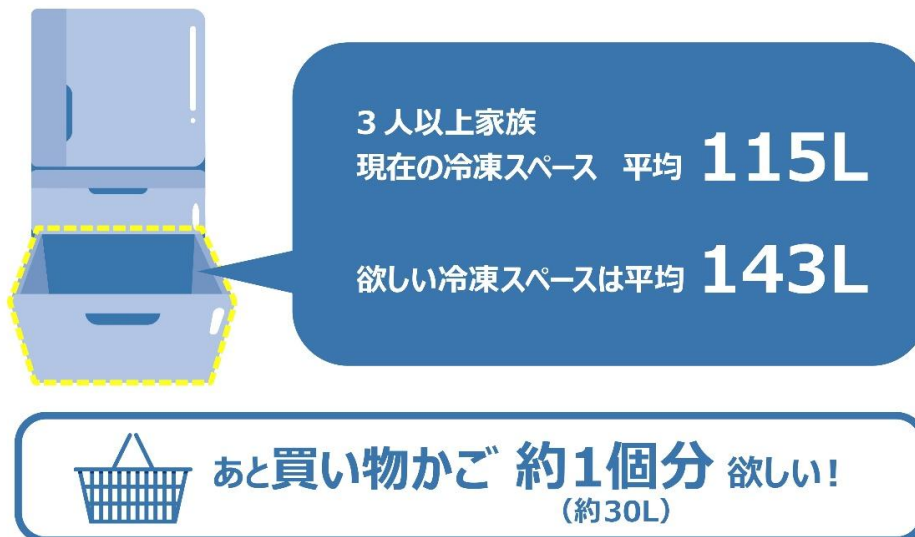 3人以上家族
現在の冷凍スペース 平均 115L
欲しい冷凍スペースは平均 143L
あと買い物かご 約1個分 欲しい！
（約30L）